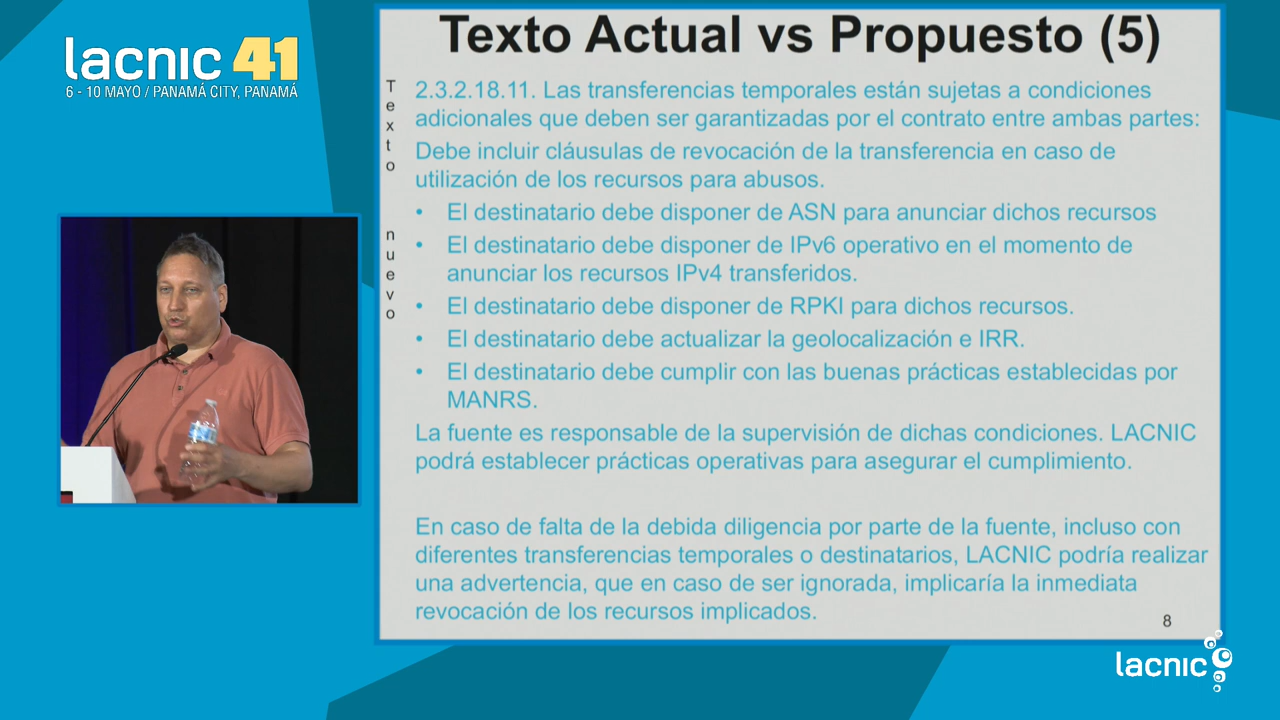 lacnic 41
6 - 10 MAYO / PANAMÁ CITY, PANAMÁ
Texto Actual vs Propuesto (5)
Texto nuevo
2.3.2.18.11. Las transferencias temporales están sujetas a condiciones
adicionales que deben ser garantizadas por el contrato entre ambas partes:
Debe incluir cláusulas de revocación de la transferencia en caso de
utilización de los recursos para abusos.
• El destinatario debe disponer de ASN para anunciar dichos recursos
• El destinatario debe disponer de IPv6 operativo en el momento de
anunciar los recursos IPv4 transferidos.
• El destinatario debe disponer de RPKI para dichos recursos.
• El destinatario debe actualizar la geolocalización e IRR.
• El destinatario debe cumplir con las buenas prácticas establecidas por
MANRS.
La fuente es responsable de la supervisión de dichas condiciones. LACNIC
podrá establecer prácticas operativas para asegurar el cumplimiento.
En caso de falta de la debida diligencia por parte de la fuente, incluso con
diferentes transferencias temporales o destinatarios, LACNIC podría realizar
una advertencia, que en caso de ser ignorada, implicaría la inmediata
revocación de los recursos implicados.
8
lacnic